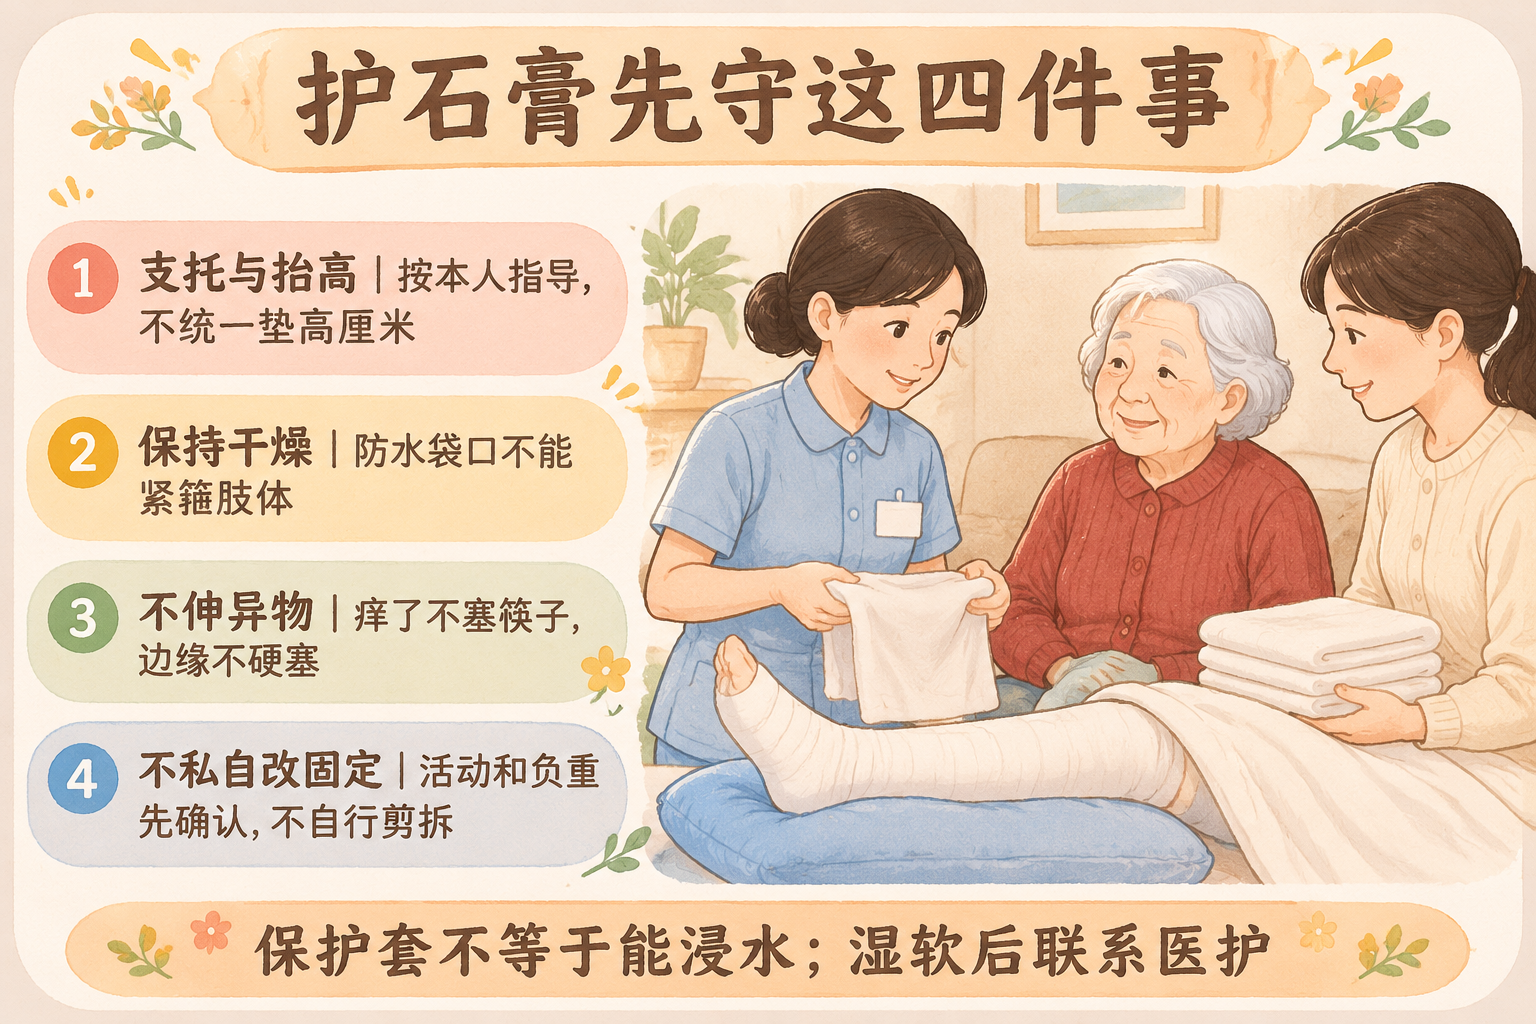 护石膏先守这四件事
1 支托与抬高 | 按本人指导,
不统一垫高厘米
2 保持干燥 | 防水袋口不能
紧箍肢体
3 不伸异物 | 痒了不塞筷子,
边缘不硬塞
4 不私自改固定 | 活动和负重
先确认, 不自行剪拆
保护套不等于能浸水; 湿软后联系医护